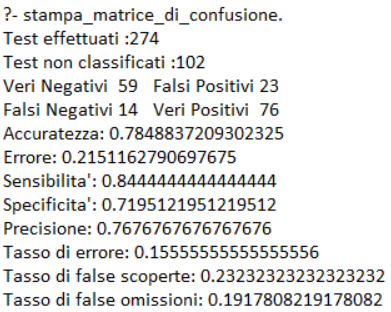 ?- stampa_matrice_di_confusione.
Test effettuati :274
Test non classificati :102
Veri Negativi 59 Falsi Positivi 23
Falsi Negativi 14 Veri Positivi 76
Accuratezza: 0.7848837209302325
Errore: 0.2151162790697675
Sensibilita': 0.8444444444444444
Specificita': 0.7195121951219512
Precisione: 0.7676767676767676
Tasso di errore: 0.15555555555555556
Tasso di false scoperte: 0.23232323232323232
Tasso di false omissioni: 0.1917808219178082